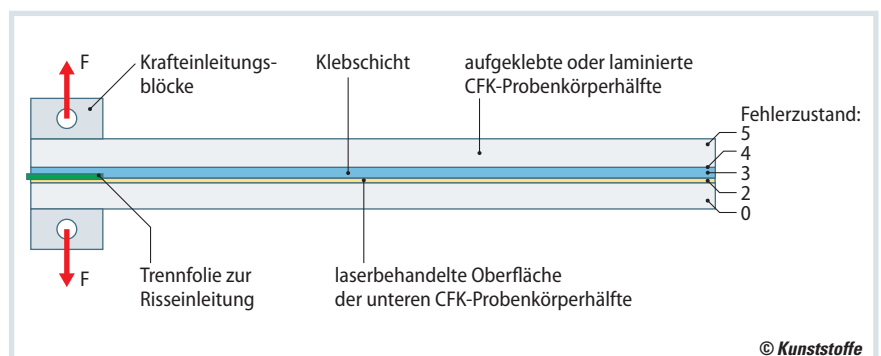 F
Krafteinleitungs-
blöcke
Klebschicht
aufgeklebte oder laminierte
CFK-Probenkörperhälfte
Fehlerzustand:
5
4
3
2
0
F
Trennfolie zur
Risseinleitung
laserbehandelte Oberfläche
der unteren CFK-Probenkörperhälfte
© Kunststoffe